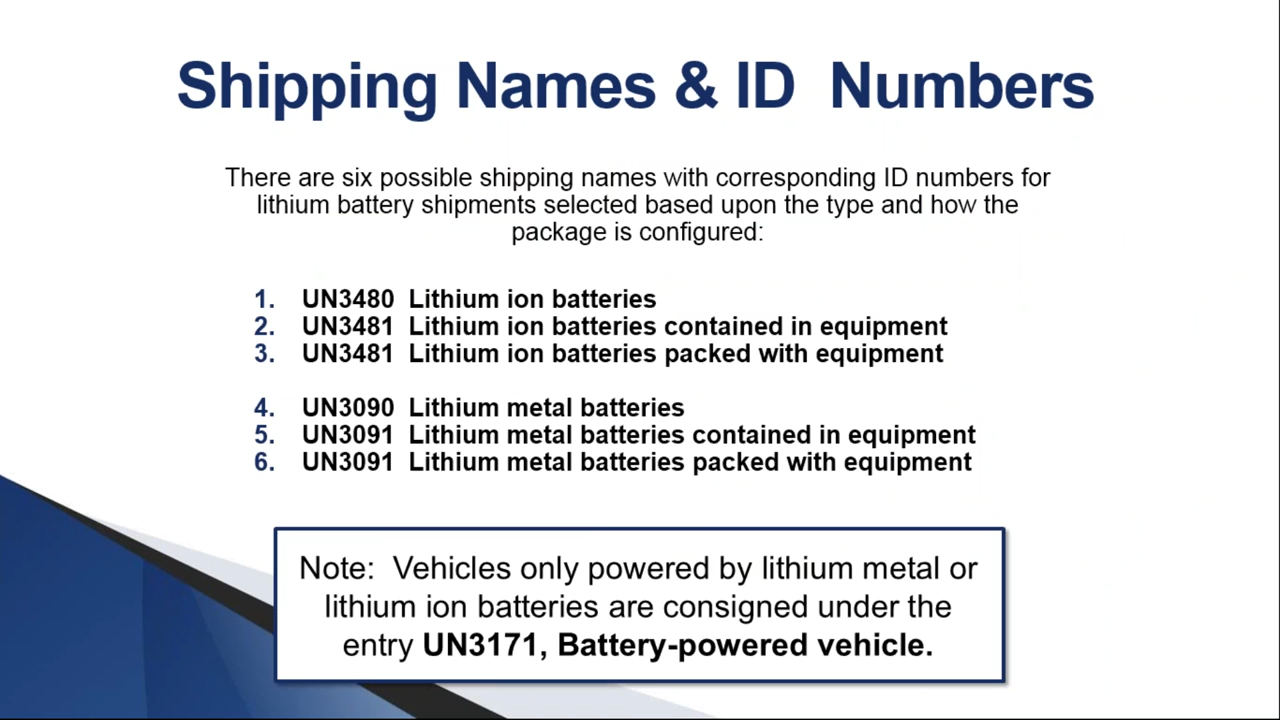 Shipping Names & ID  Numbers
There are six possible shipping names with corresponding ID numbers for
lithium battery shipments selected based upon the type and how the
package is configured:
1. UN3480  Lithium ion batteries
2. UN3481  Lithium ion batteries contained in equipment
3. UN3481  Lithium ion batteries packed with equipment
4. UN3090  Lithium metal batteries
5. UN3091  Lithium metal batteries contained in equipment
6. UN3091  Lithium metal batteries packed with equipment
Note:  Vehicles only powered by lithium metal or
lithium ion batteries are consigned under the
entry UN3171, Battery-powered vehicle.